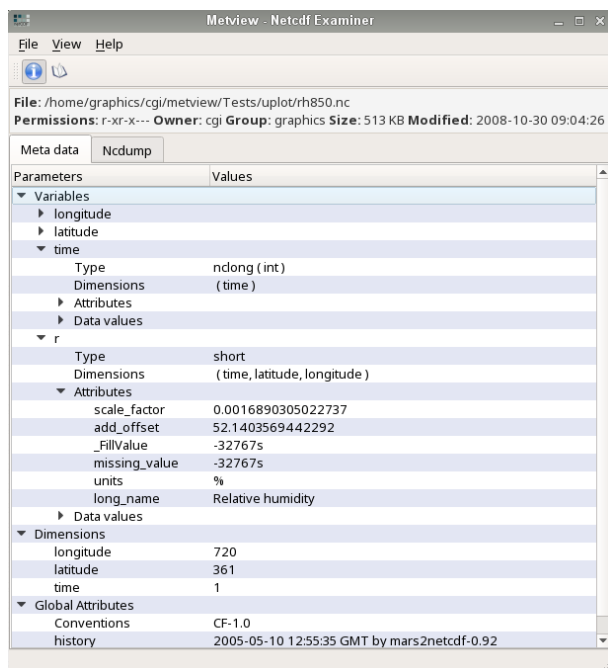 Metview - Netcdf Examiner
File View Help
File: /home/graphics/cgi/metview/Tests/uplot/rh850.nc
Permissions: r-xr-x--- Owner: cgi Group: graphics Size: 513 KB Modified: 2008-10-30 09:04:26
Meta data Ncdump
Parameters Values
Variables
longitude
latitude
time
Type nclong ( int )
Dimensions ( time )
Attributes
Data values
r
Type short
Dimensions ( time, latitude, longitude )
Attributes
scale_factor 0.0016890305022737
add_offset 52.1403569442292
_FillValue -32767s
missing_value -32767s
units %
long_name Relative humidity
Data values
Dimensions
longitude 720
latitude 361
time 1
Global Attributes
Conventions CF-1.0
history 2005-05-10 12:55:35 GMT by mars2netcdf-0.92